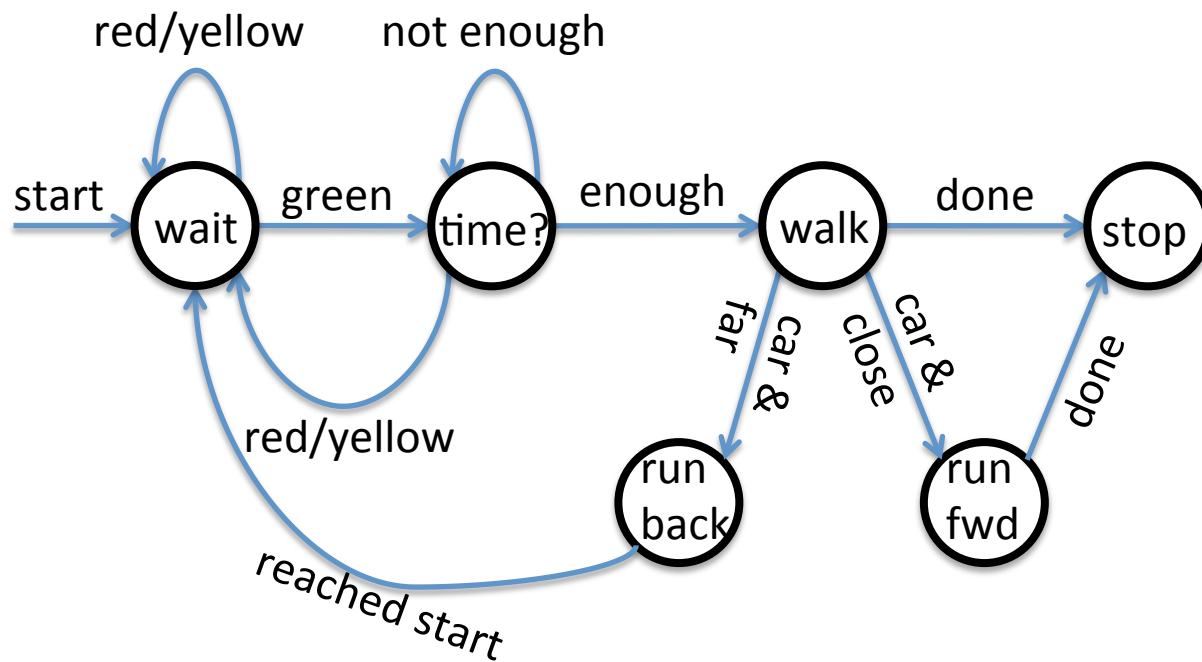 red/yellow
not enough
start
wait
green
time?
enough
walk
done
stop
red/yellow
car &
far
car &
close
done
run
back
run
fwd
reached start